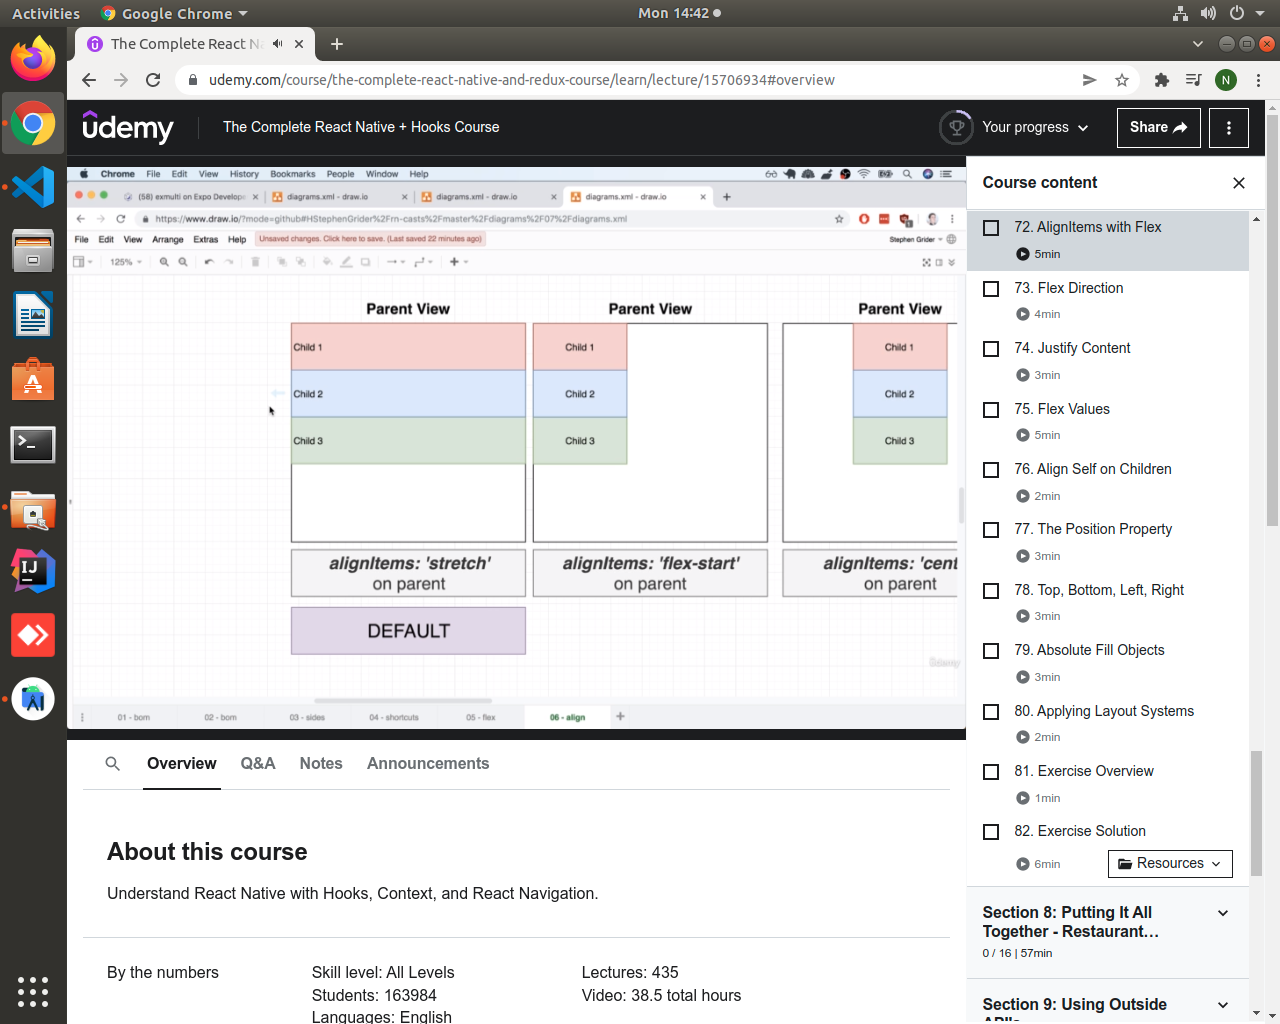 Activities
Google Chrome
Mon 14:42
The Complete React N
udemy.com/course/the-complete-react-native-and-redux-course/learn/lecture/15706934#overview
N
udemy
The Complete React Native + Hooks Course
Your progress
Share
Chrome File Edit View History Bookmarks People Window Help
(58) exmulti on Expo Develop
diagrams.xml - draw.io
diagrams.xml - draw.io
diagrams.xml - draw.io
https://www.draw.io/?mode=github#HStephenGrider%2Frn-casts%2Fmaster%2Fdiagrams%2F07%2Fdiagrams.xml
File Edit View Arrange Extras Help
Unsaved changes. Click here to save. (Last saved 22 minutes ago)
Stephen Grider
125%
Parent View
Parent View
Parent View
Child 1
Child 1
Child 1
Child 2
Child 2
Child 2
Child 3
Child 3
Child 3
alignItems: 'stretch'
on parent
alignItems: 'flex-start'
on parent
alignItems: 'cent
on parent
DEFAULT
Udemy
01 - bom
02 - bom
03 - sides
04 - shortcuts
05 - flex
06 - align
Course content
72. AlignItems with Flex
5min
73. Flex Direction
4min
74. Justify Content
3min
75. Flex Values
5min
76. Align Self on Children
2min
77. The Position Property
3min
78. Top, Bottom, Left, Right
3min
79. Absolute Fill Objects
3min
80. Applying Layout Systems
2min
81. Exercise Overview
1min
82. Exercise Solution
6min
Resources
Section 8: Putting It All
Together - Restaurant…
0 / 16 | 57min
Section 9: Using Outside
API's
Overview
Q&A
Notes
Announcements
About this course
Understand React Native with Hooks, Context, and React Navigation.
By the numbers
Skill level: All Levels
Students: 163984
Languages: English
Lectures: 435
Video: 38.5 total hours